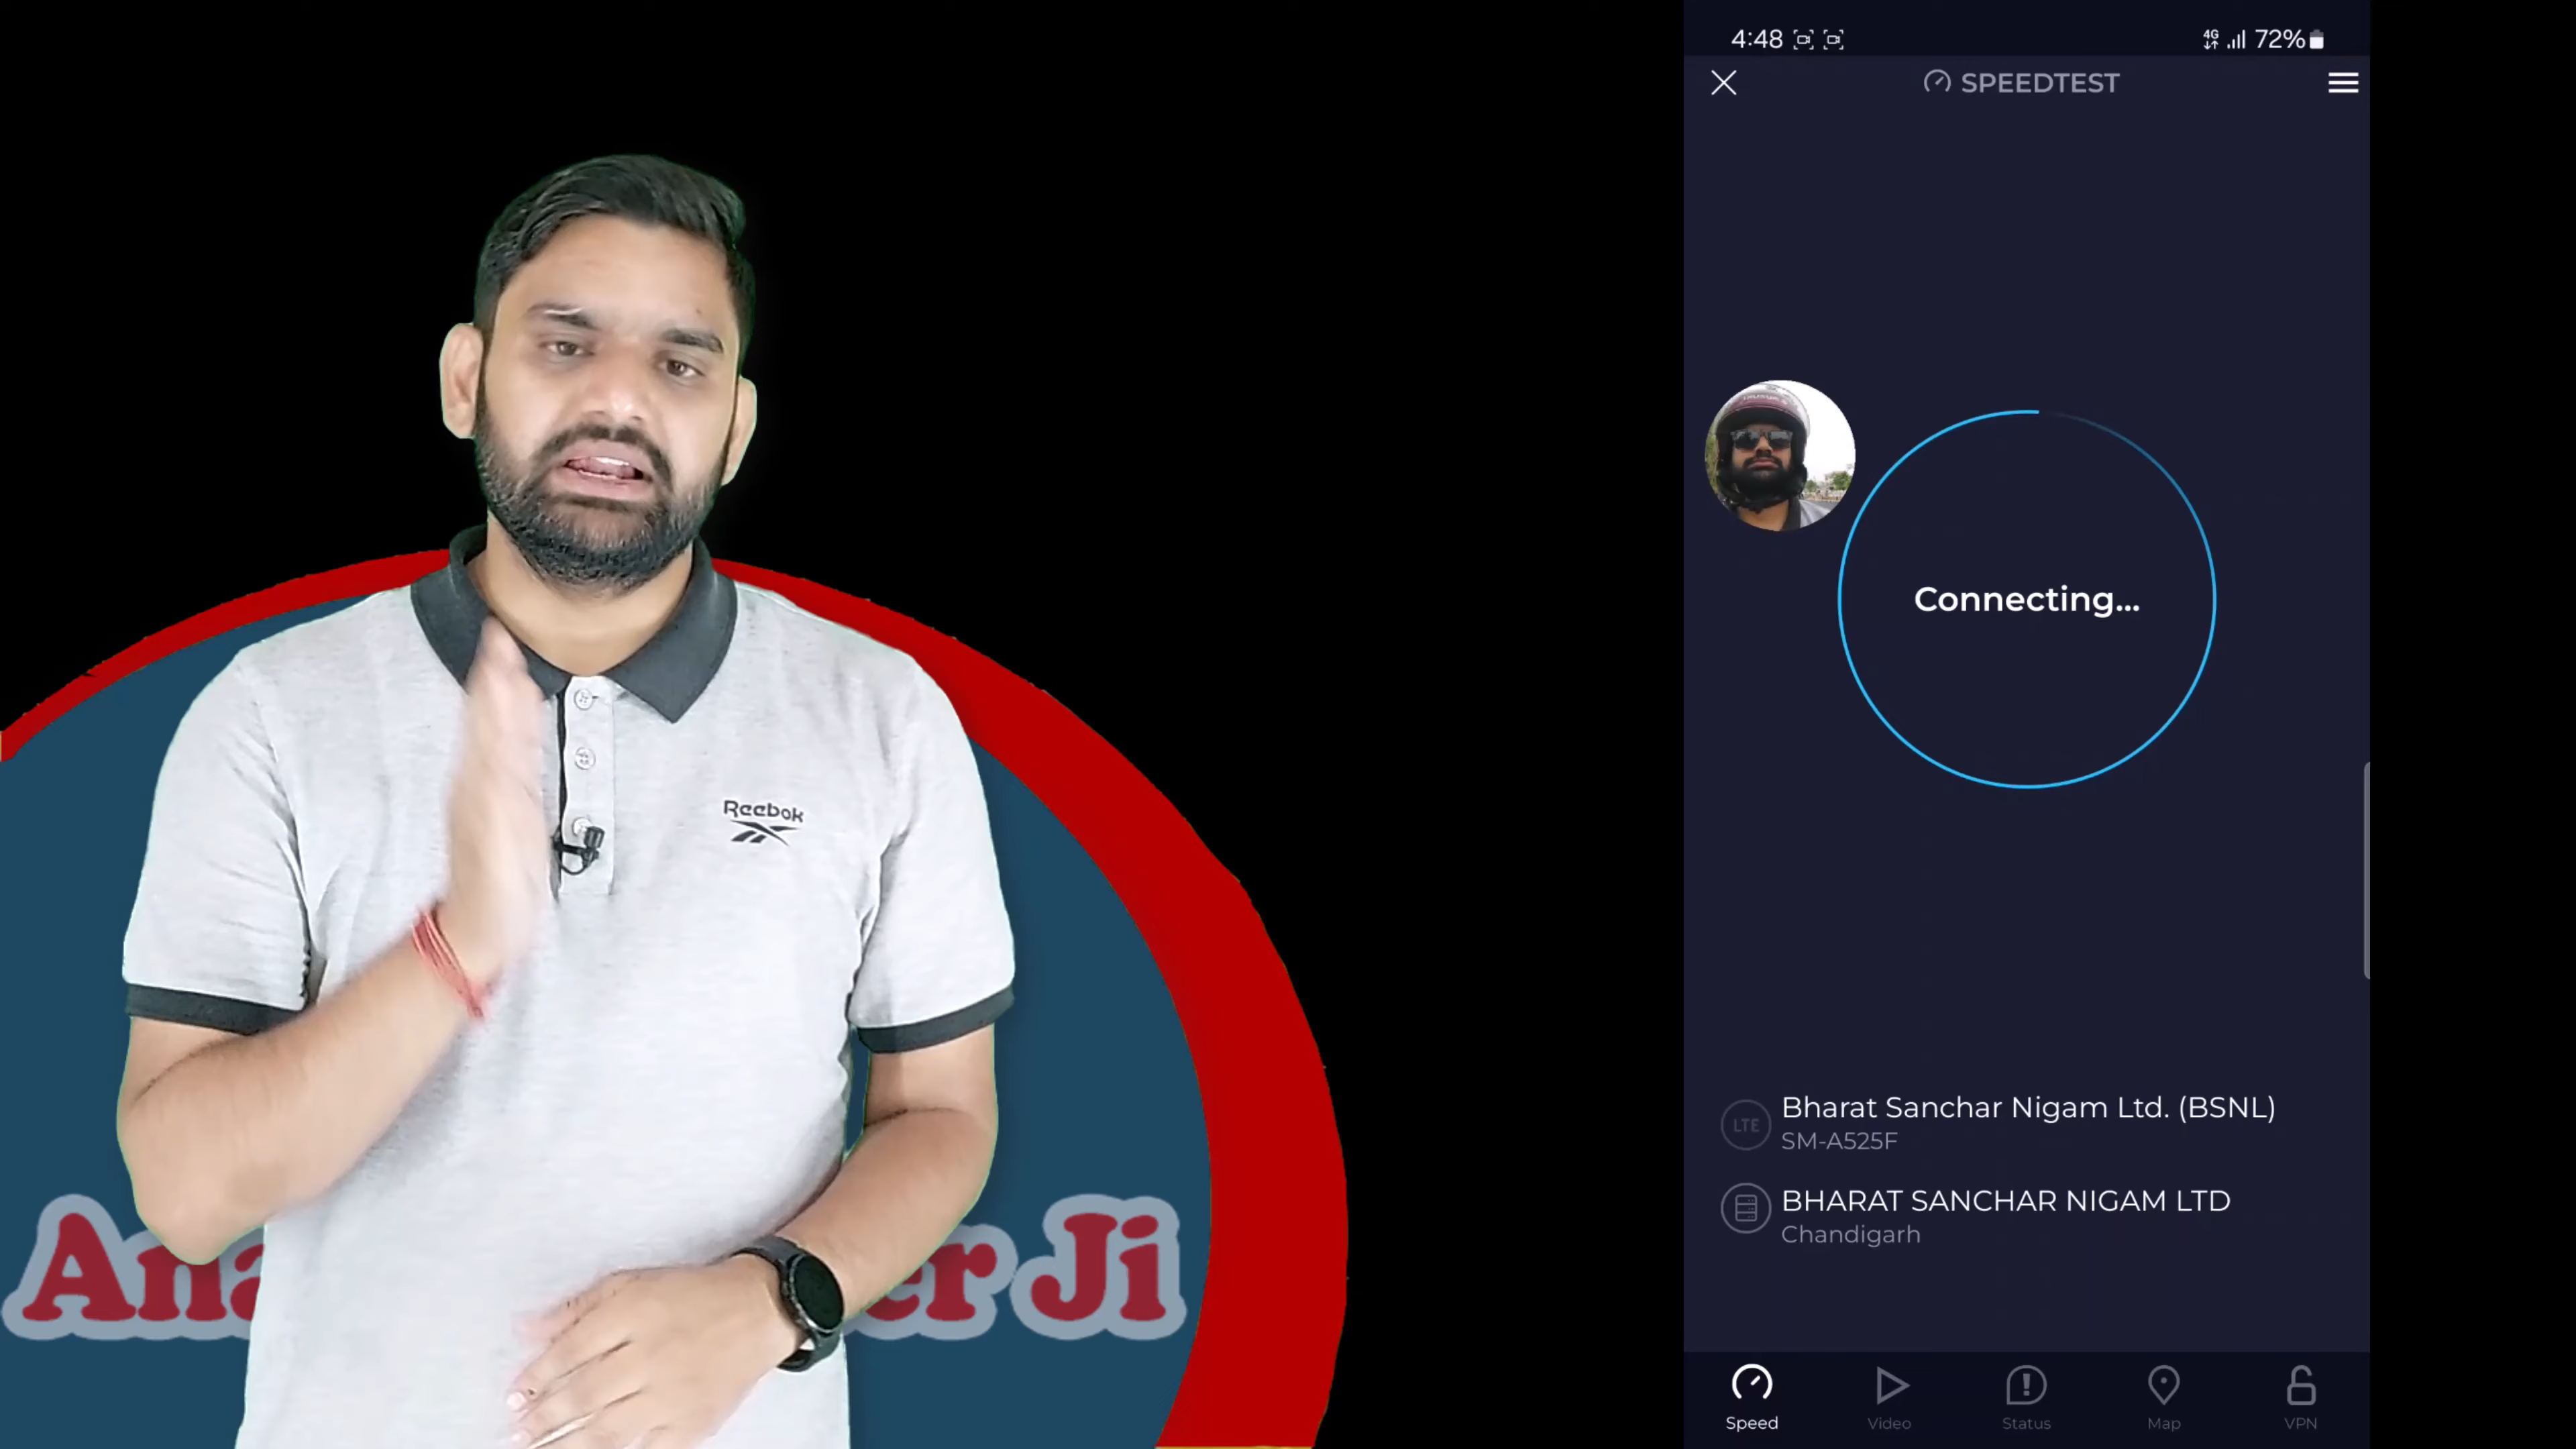 4:48
4G
72%
SPEEDTEST
Connecting...
Reebok
Bharat Sanchar Nigam Ltd. (BSNL)
LTE
SM-A525F
BHARAT SANCHAR NIGAM LTD
Chandigarh
Ji
Speed
Video
Status
Map
VPN